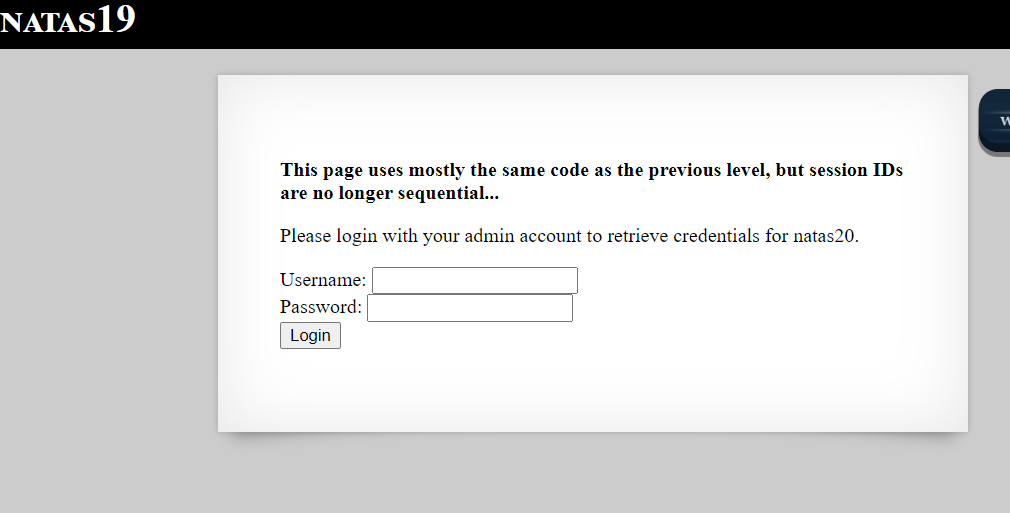 NATAS19
W
This page uses mostly the same code as the previous level, but session IDs
are no longer sequential...
Please login with your admin account to retrieve credentials for natas20.
Username:
Password:
Login